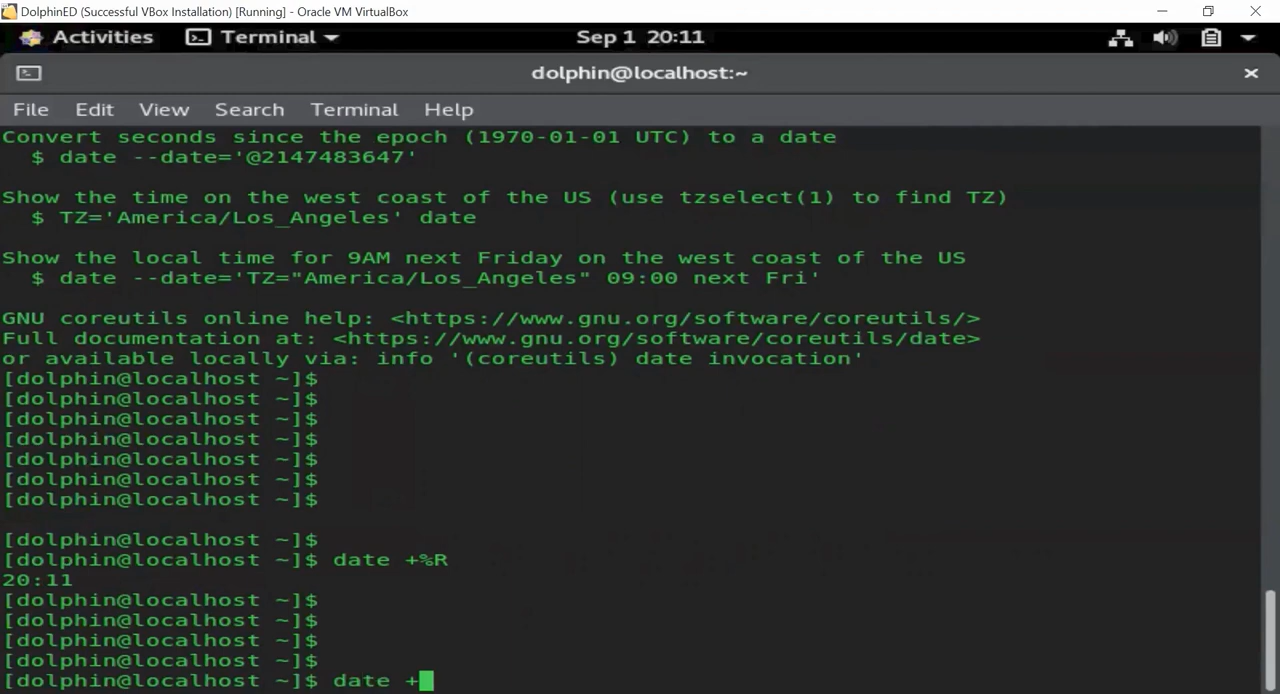 DolphinED (Successful VBox Installation) [Running] - Oracle VM VirtualBox
Activities Terminal Sep 1 20:11
dolphin@localhost:~
File Edit View Search Terminal Help
Convert seconds since the epoch (1970-01-01 UTC) to a date
$ date --date='@2147483647'
Show the time on the west coast of the US (use tzselect(1) to find TZ)
$ TZ='America/Los_Angeles' date
Show the local time for 9AM next Friday on the west coast of the US
$ date --date='TZ="America/Los_Angeles" 09:00 next Fri'
GNU coreutils online help: <https://www.gnu.org/software/coreutils/>
Full documentation at: <https://www.gnu.org/software/coreutils/date>
or available locally via: info '(coreutils) date invocation'
[dolphin@localhost ~]$
[dolphin@localhost ~]$
[dolphin@localhost ~]$
[dolphin@localhost ~]$
[dolphin@localhost ~]$
[dolphin@localhost ~]$
[dolphin@localhost ~]$
[dolphin@localhost ~]$
[dolphin@localhost ~]$ date +%R
20:11
[dolphin@localhost ~]$
[dolphin@localhost ~]$
[dolphin@localhost ~]$
[dolphin@localhost ~]$
[dolphin@localhost ~]$ date +